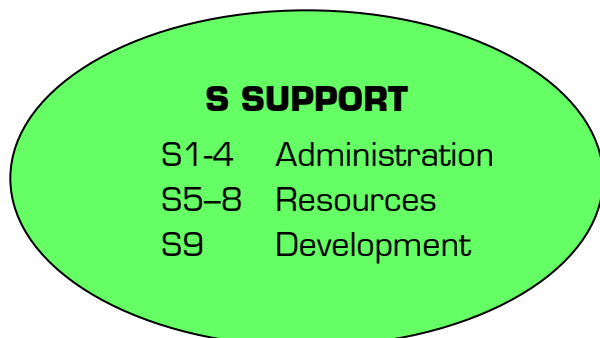 S SUPPORT
S1-4 Administration
S5–8 Resources
S9 Development